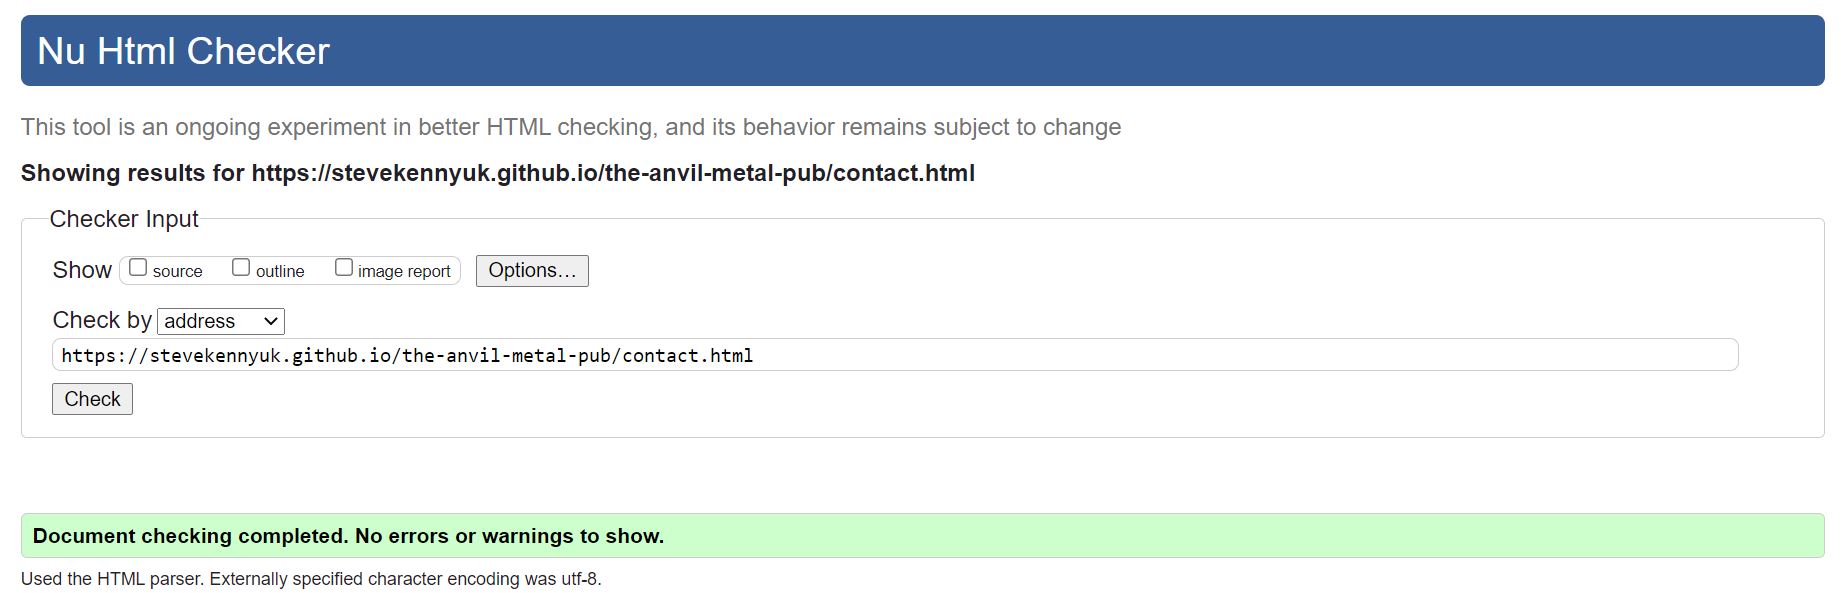 Nu Html Checker
This tool is an ongoing experiment in better HTML checking, and its behavior remains subject to change
Showing results for https://stevekennyuk.github.io/the-anvil-metal-pub/contact.html
Checker Input
Show source outline image report Options...
Check by address
https://stevekennyuk.github.io/the-anvil-metal-pub/contact.html
Check
Document checking completed. No errors or warnings to show.
Used the HTML parser. Externally specified character encoding was utf-8.